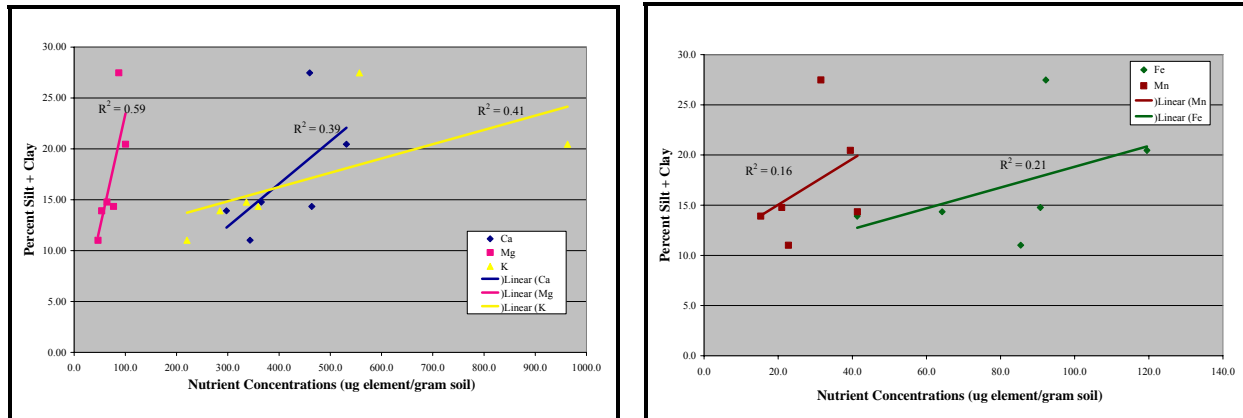 30.00
25.00
20.00
15.00
10.00
5.00
0.00
Percent Silt + Clay
R² = 0.59
R² = 0.39
R² = 0.41
Ca
Mg
K
)Linear (Ca
)Linear (Mg
)Linear (K
0.0 100.0 200.0 300.0 400.0 500.0 600.0 700.0 800.0 900.0 1000.0
Nutrient Concentrations (ug element/gram soil)
30.00
25.0
20.0
15.0
10.0
5.0
0.0
Percent Silt + Clay
R² = 0.16
R² = 0.21
Fe
Mn
)Linear (Mn
)Linear (Fe
0.0 20.0 40.0 60.0 80.0 100.0 120.0 140.0
Nutrient Concentrations (ug element/gram soil)